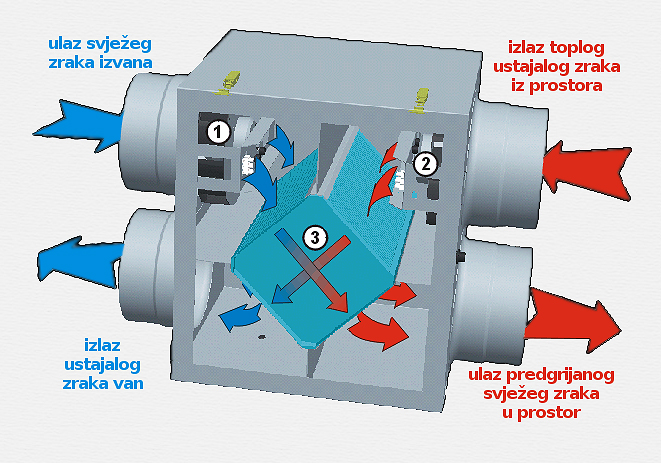 ulaz svježeg
zraka izvana
izlaz toplog
ustajalog zraka
iz prostora
1
2
3
izlaz
ustajalog
zraka van
ulaz predgrijanog
svježeg zraka
u prostor